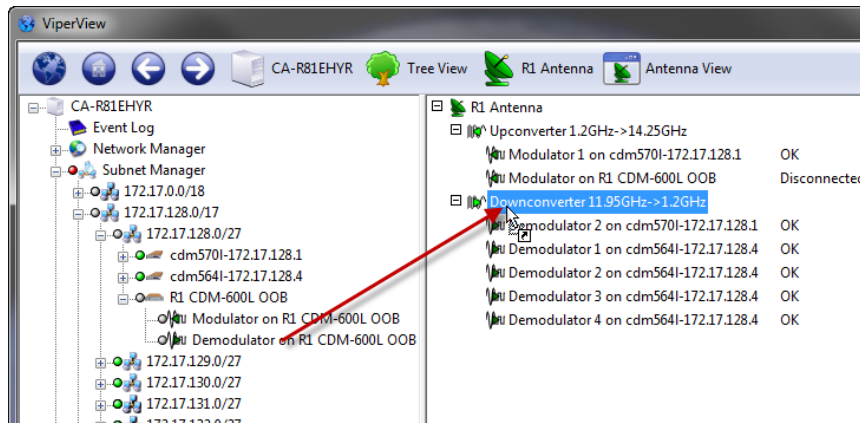 ViperView
CA-R81EHYR Tree View R1 Antenna Antenna View
CA-R81EHYR
Event Log
Network Manager
Subnet Manager
172.17.0.0/18
172.17.128.0/17
172.17.128.0/27
cdm570I-172.17.128.1
cdm564I-172.17.128.4
R1 CDM-600L OOB
Modulator on R1 CDM-600L OOB
Demodulator on R1 CDM-600L OOB
172.17.129.0/27
172.17.130.0/27
172.17.131.0/27
172.17.132.0/27
R1 Antenna
Upconverter 1.2GHz->14.25GHz
Modulator 1 on cdm570I-172.17.128.1 OK
Modulator on R1 CDM-600L OOB Disconnected
Downconverter 11.95GHz->1.2GHz
Demodulator 2 on cdm570I-172.17.128.1 OK
Demodulator 1 on cdm564I-172.17.128.4 OK
Demodulator 2 on cdm564I-172.17.128.4 OK
Demodulator 3 on cdm564I-172.17.128.4 OK
Demodulator 4 on cdm564I-172.17.128.4 OK